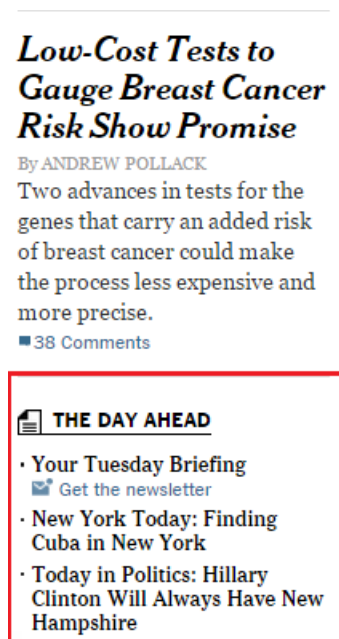 Low-Cost Tests to
Gauge Breast Cancer
Risk Show Promise
By ANDREW POLLACK
Two advances in tests for the
genes that carry an added risk
of breast cancer could make
the process less expensive and
more precise.
38 Comments
THE DAY AHEAD
· Your Tuesday Briefing
Get the newsletter
· New York Today: Finding
Cuba in New York
· Today in Politics: Hillary
Clinton Will Always Have New
Hampshire